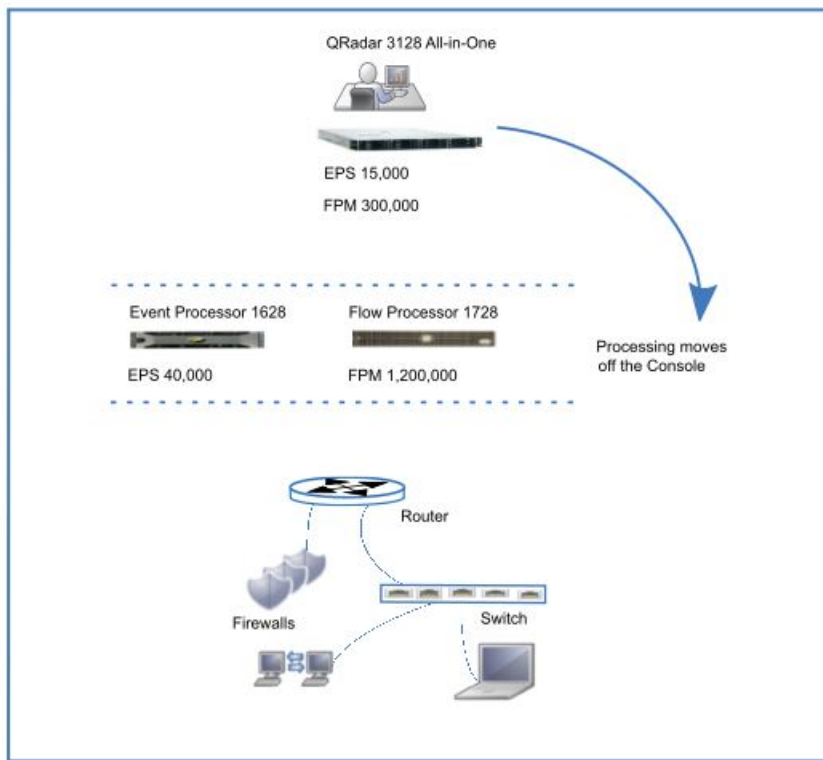 QRadar 3128 All-in-One
EPS 15,000
FPM 300,000
Event Processor 1628
Flow Processor 1728
EPS 40,000
FPM 1,200,000
Processing moves
off the Console
Router
Firewalls
Switch